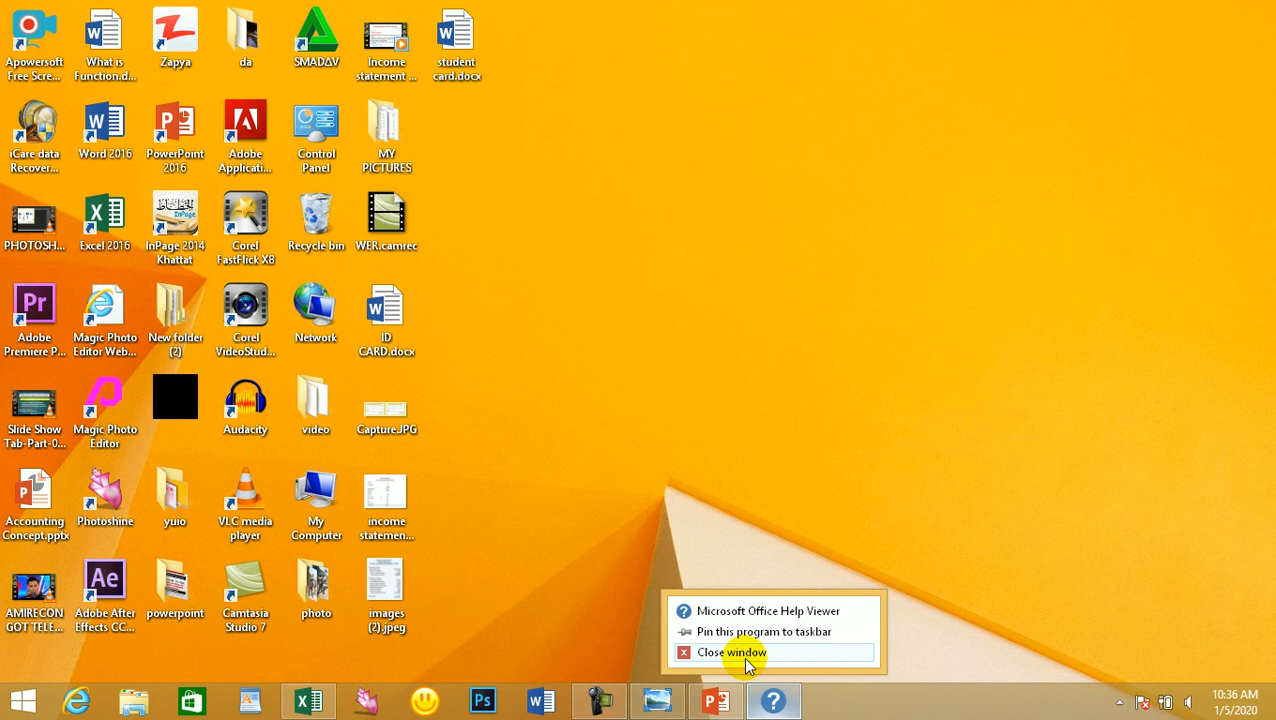 Apowersoft
Free Scre...
What is
Function.d...
Zapya
da
SMADΔV
Income
statement ...
student
card.docx
iCare data
Recover...
Word 2016
PowerPoint
2016
Adobe
Applicati...
Control
Panel
MY
PICTURES
PHOTOSH...
Excel 2016
InPage 2014
Khattat
Corel
FastFlick X8
Recycle bin
WER.camrec
Adobe
Premiere P...
Magic Photo
Editor Web...
New folder
(2)
Corel
VideoStud...
Network
ID
CARD.docx
Slide Show
Tab-Part-0...
Magic Photo
Editor
Audacity
video
Capture.JPG
Accounting
Concept.pptx
Photoshine
yuio
VLC media
player
My
Computer
income
statemen...
AMIRECON
GOT TELE...
Adobe After
Effects CC...
powerpoint
Camtasia
Studio 7
photo
images
(2).jpeg
Microsoft Office Help Viewer
Pin this program to taskbar
Close window
10:36 AM
1/5/2020